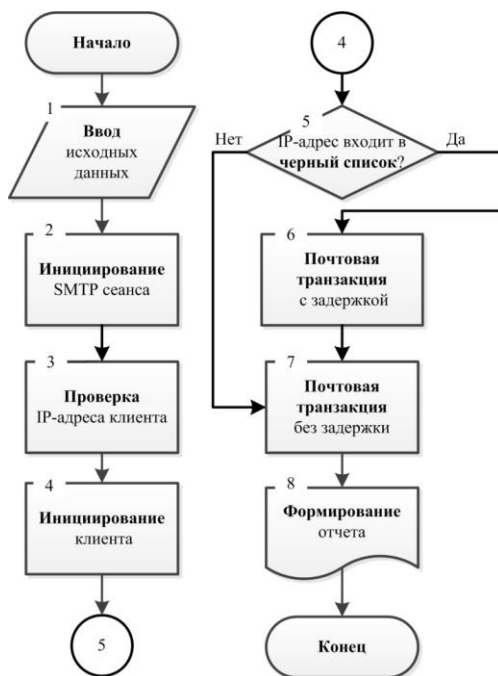 Начало
1
Ввод
исходных
данных
2
Инициирование
SMTP сеанса
3
Проверка
IP-адреса клиента
4
Инициирование
клиента
5
4
5
IP-адрес входит в
черный список?
Нет
Да
6
Почтовая
транзакция
с задержкой
7
Почтовая
транзакция
без задержки
8
Формирование
отчета
Конец